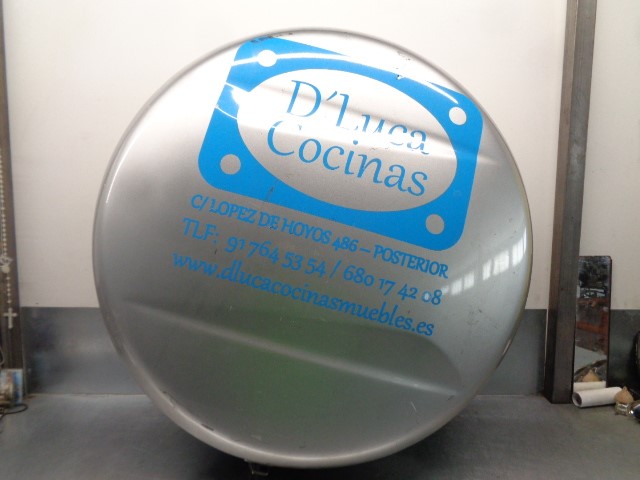 D'Luca
Cocinas
C/ LOPEZ DE HOYOS 486 – POSTERIOR
TLF: 91 764 53 54 / 680 17 42 08
www.dlucacocinasmuebles.es